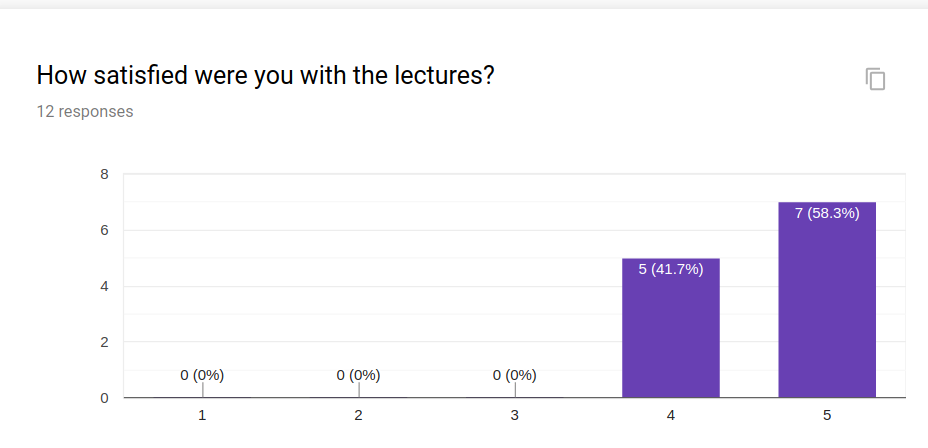 How satisfied were you with the lectures?
12 responses
8
6
4
2
0
7 (58.3%)
5 (41.7%)
0 (0%) 0 (0%) 0 (0%)
1 2 3 4 5